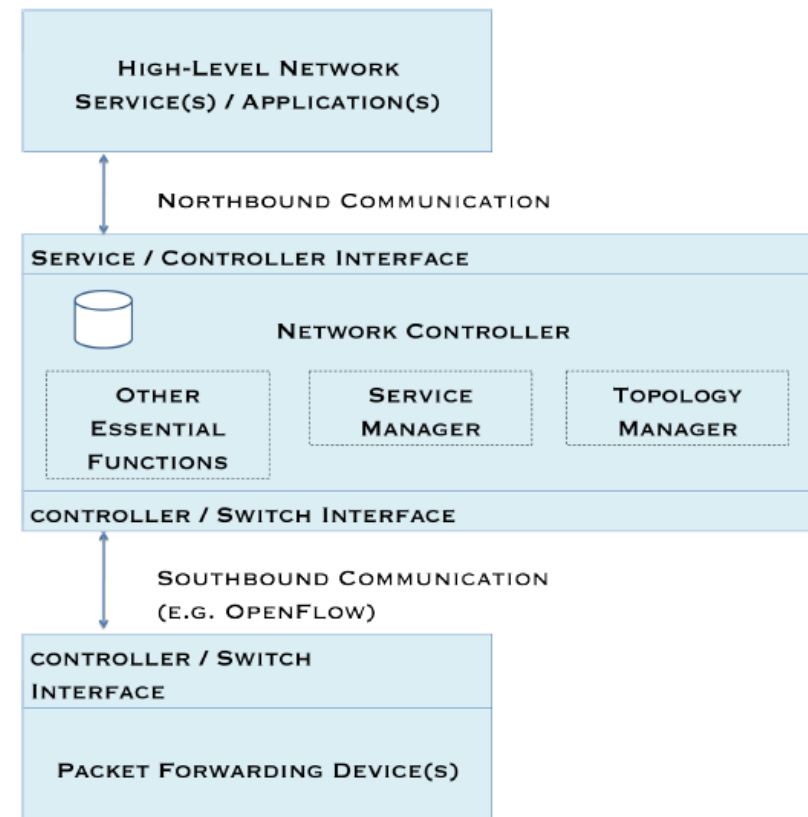 High-Level Network
Service(s) / Application(s)
Northbound Communication
Service / Controller Interface
Network Controller
Other
Essential
Functions
Service
Manager
Topology
Manager
controller / Switch Interface
Southbound Communication
(e.g. OpenFlow)
controller / Switch
Interface
Packet Forwarding Device(s)